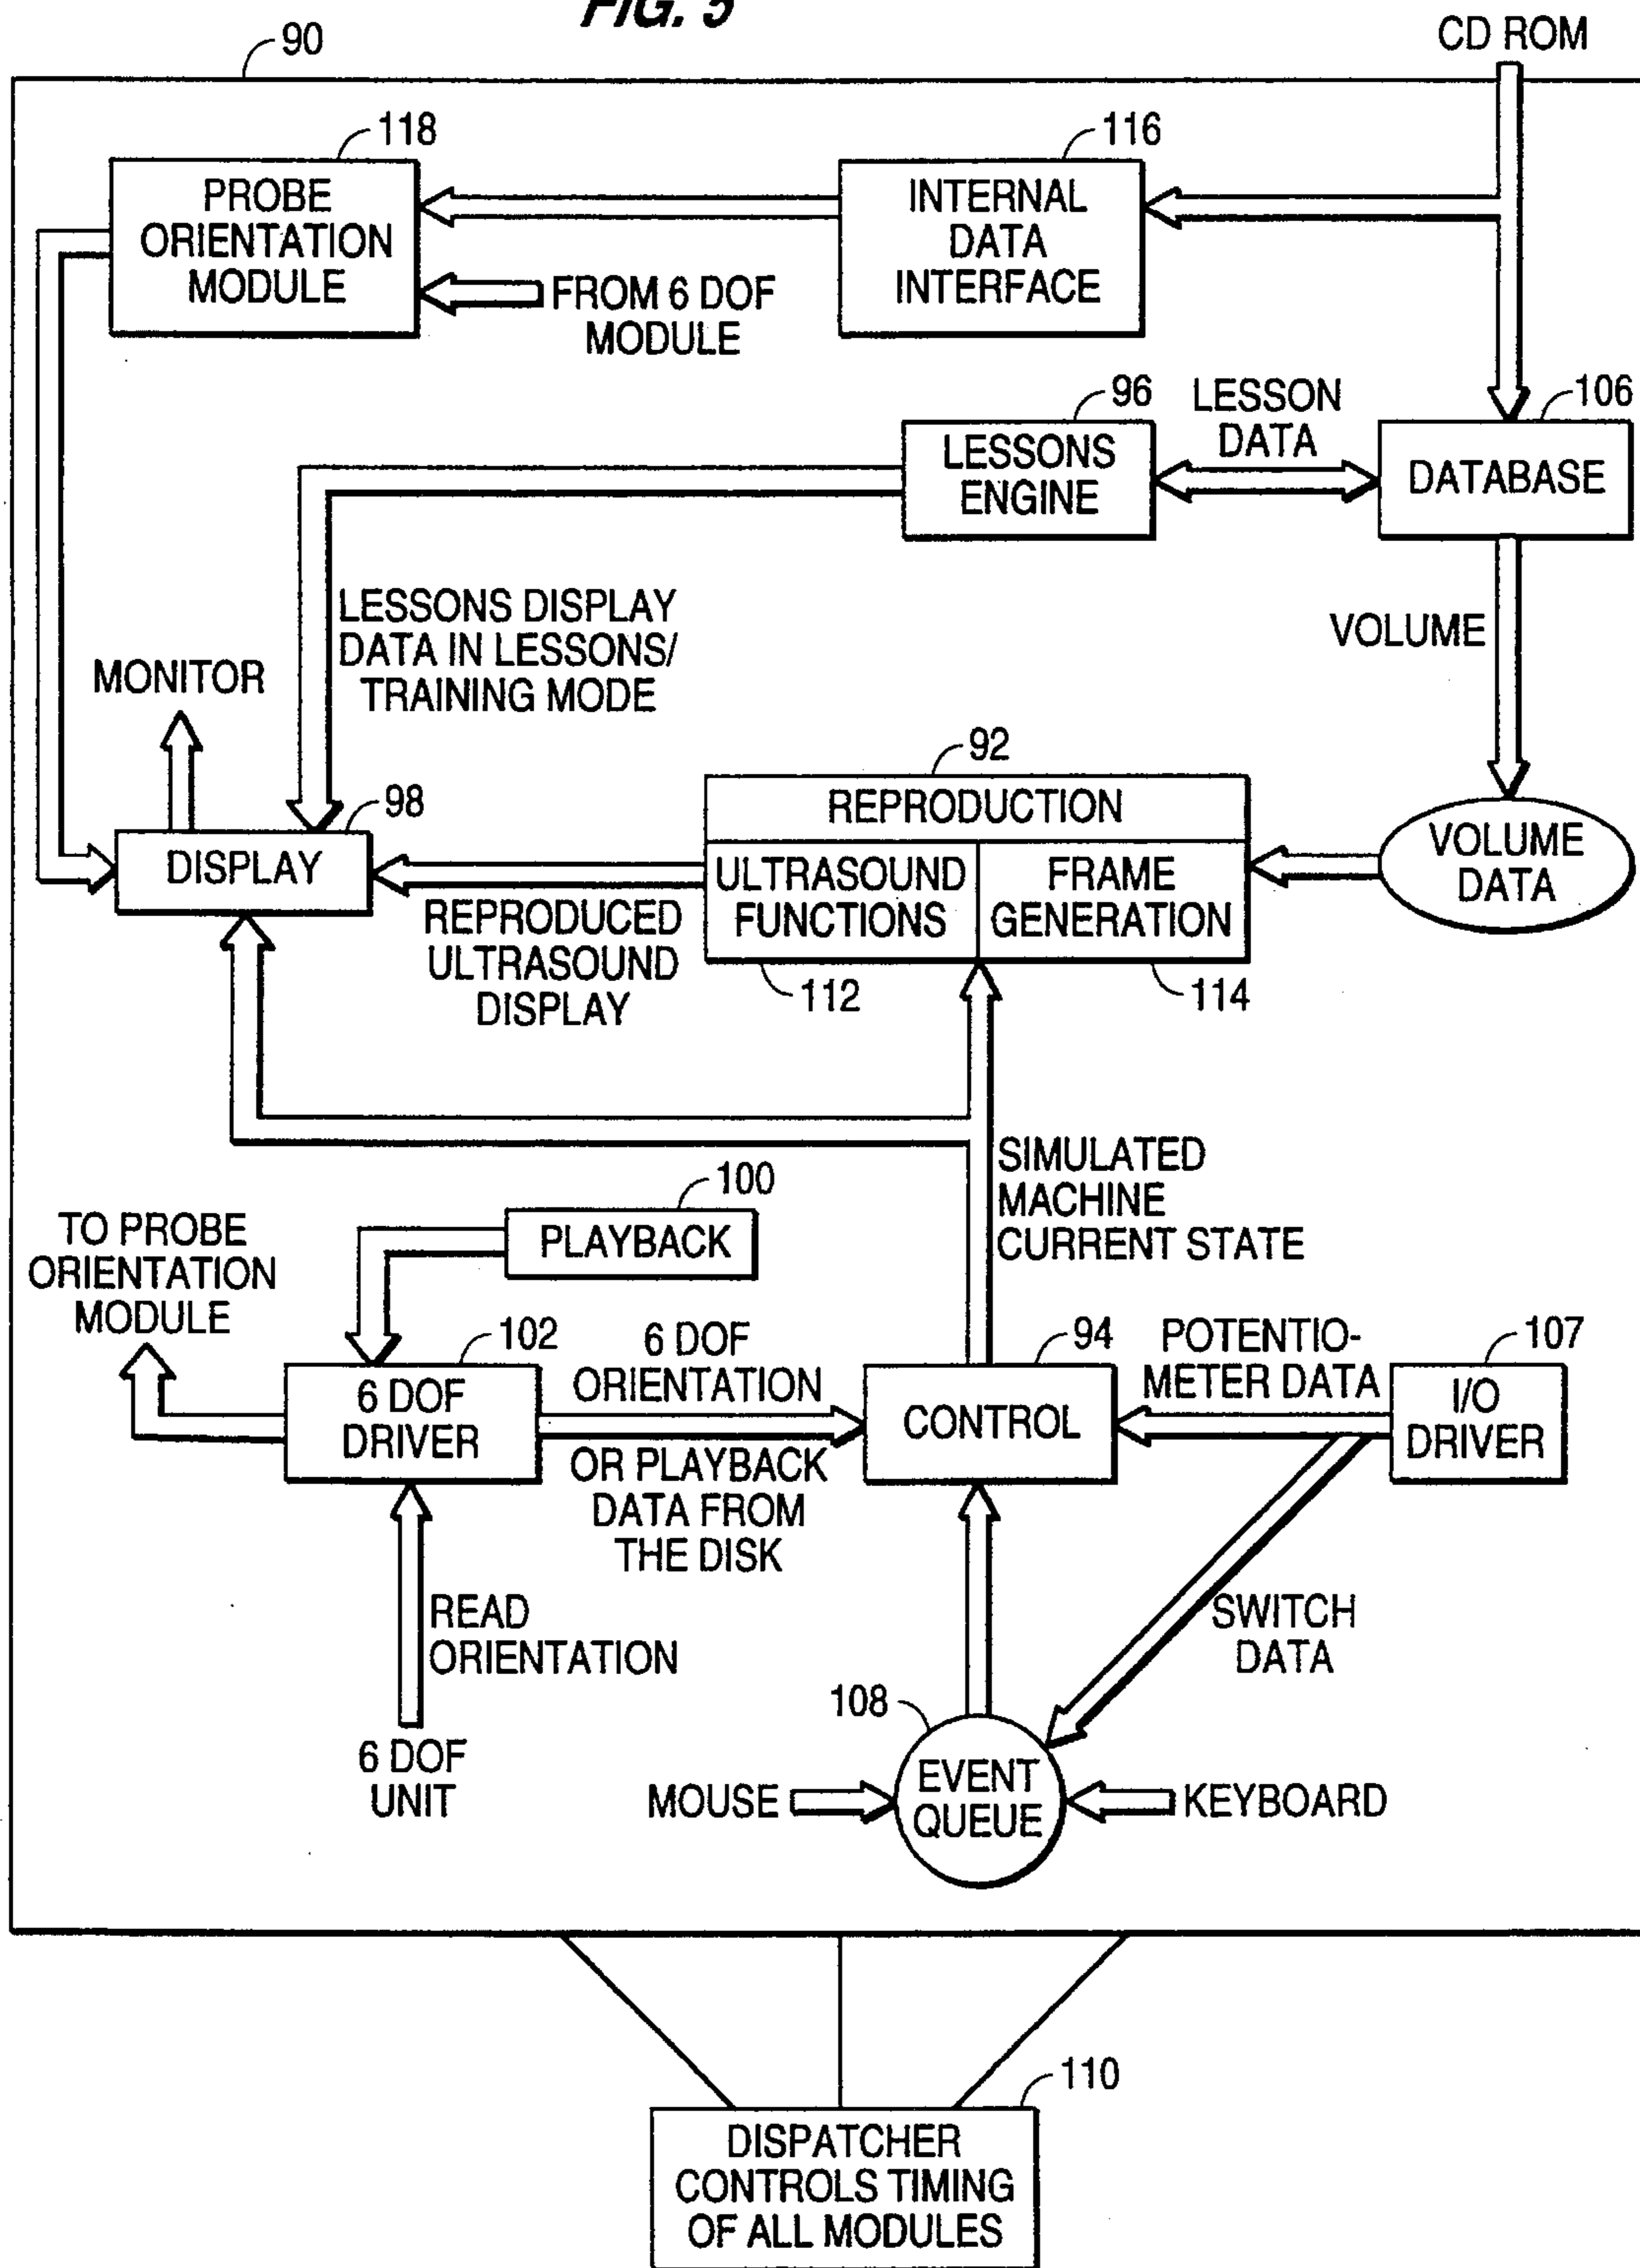 FIG. 5
90
CD ROM
118
116
PROBE
ORIENTATION
MODULE
INTERNAL
DATA
INTERFACE
FROM 6 DOF
MODULE
96
LESSON
DATA
106
LESSONS
ENGINE
DATABASE
LESSONS DISPLAY
DATA IN LESSONS/
TRAINING MODE
VOLUME
MONITOR
92
98
REPRODUCTION
DISPLAY
ULTRASOUND
FUNCTIONS
FRAME
GENERATION
VOLUME
DATA
REPRODUCED
ULTRASOUND
DISPLAY
112
114
SIMULATED
MACHINE
CURRENT STATE
100
PLAYBACK
TO PROBE
ORIENTATION
MODULE
102
6 DOF
ORIENTATION
94
POTENTIO-
METER DATA
107
6 DOF
DRIVER
CONTROL
I/O
DRIVER
OR PLAYBACK
DATA FROM
THE DISK
READ
ORIENTATION
SWITCH
DATA
108
6 DOF
UNIT
MOUSE
EVENT
QUEUE
KEYBOARD
110
DISPATCHER
CONTROLS TIMING
OF ALL MODULES